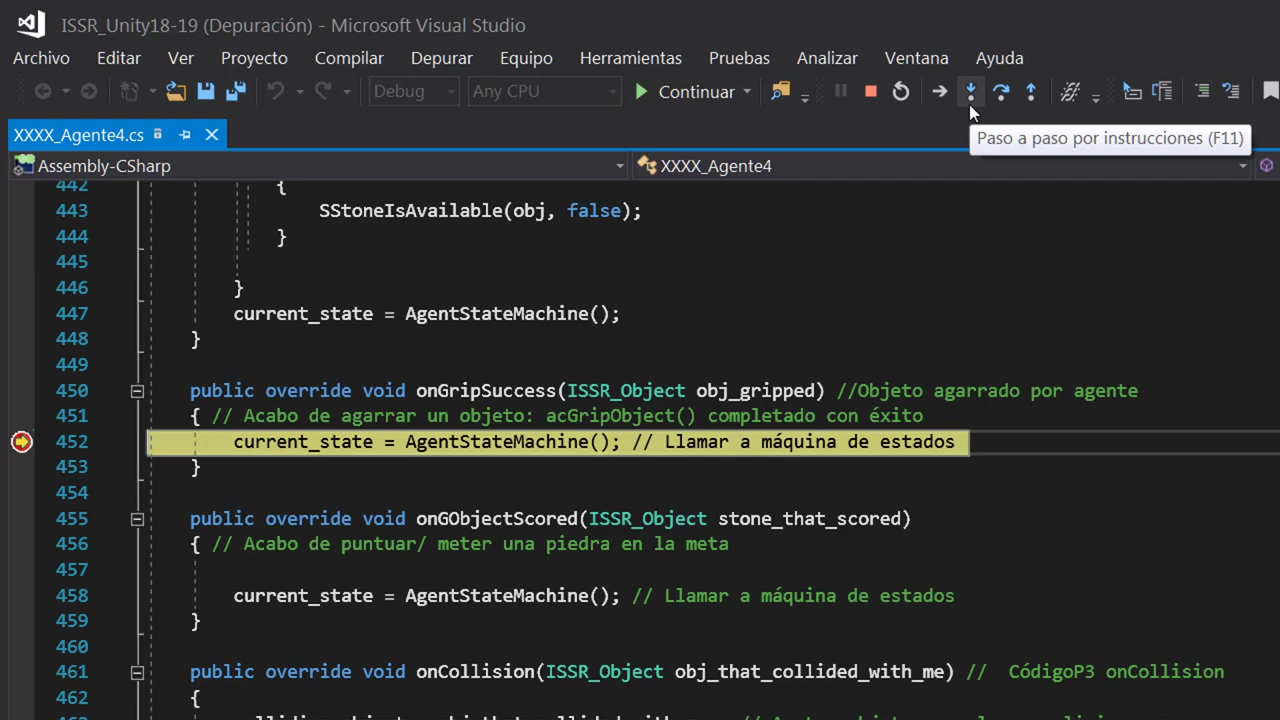 ISSR_Unity18-19 (Depuración) - Microsoft Visual Studio
Archivo Editar Ver Proyecto Compilar Depurar Equipo Herramientas Pruebas Analizar Ventana Ayuda
Debug Any CPU Continuar
XXXX_Agente4.cs
Paso a paso por instrucciones (F11)
Assembly-CSharp XXXX_Agente4
442 {
443 SStoneIsAvailable(obj, false);
444 }
445
446 }
447 current_state = AgentStateMachine();
448 }
449
450 public override void onGripSuccess(ISSR_Object obj_gripped) //Objeto agarrado por agente
451 { // Acabo de agarrar un objeto: acGripObject() completado con éxito
452 current_state = AgentStateMachine(); // Llamar a máquina de estados
453 }
454
455 public override void onGObjectScored(ISSR_Object stone_that_scored)
456 { // Acabo de puntuar/ meter una piedra en la meta
457
458 current_state = AgentStateMachine(); // Llamar a máquina de estados
459 }
460
461 public override void onCollision(ISSR_Object obj_that_collided_with_me) // CódigoP3 onCollision
462 {